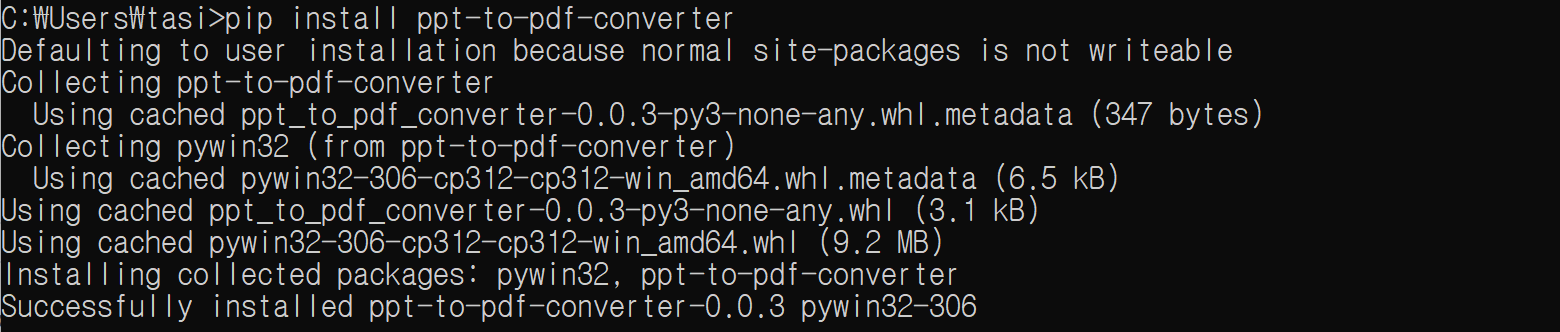 C:₩Users₩tasi>pip install ppt-to-pdf-converter
Defaulting to user installation because normal site-packages is not writeable
Collecting ppt-to-pdf-converter
  Using cached ppt_to_pdf_converter-0.0.3-py3-none-any.whl.metadata (347 bytes)
Collecting pywin32 (from ppt-to-pdf-converter)
  Using cached pywin32-306-cp312-cp312-win_amd64.whl.metadata (6.5 kB)
Using cached ppt_to_pdf_converter-0.0.3-py3-none-any.whl (3.1 kB)
Using cached pywin32-306-cp312-cp312-win_amd64.whl (9.2 MB)
Installing collected packages: pywin32, ppt-to-pdf-converter
Successfully installed ppt-to-pdf-converter-0.0.3 pywin32-306